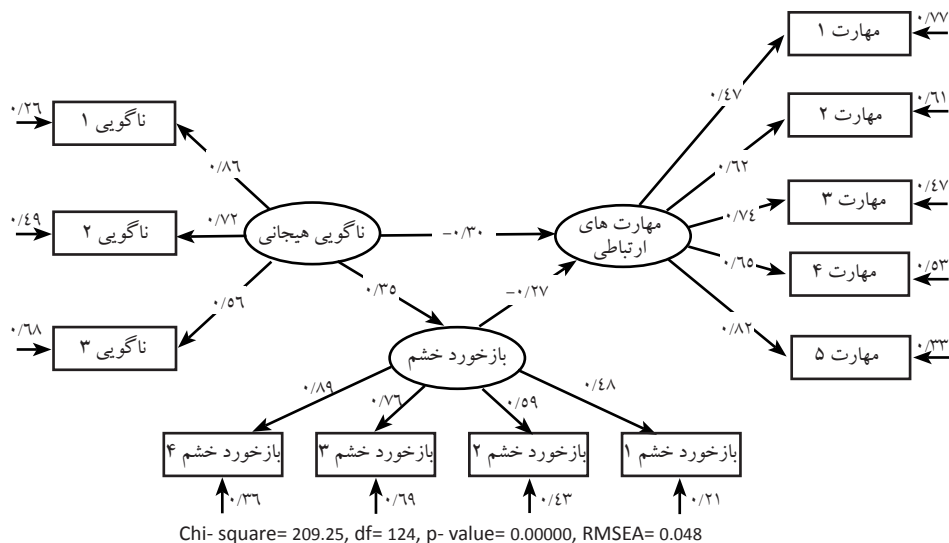 ۰/۷۷
مهارت ۱
۰/۶۱
مهارت ۲
۰/۴۷
مهارت ۳
۰/۵۳
مهارت ۴
۰/۳۳
مهارت ۵
۰/۴۷
۰/۶۲
۰/۷۴
۰/۶۵
۰/۸۲
مهارت های
ارتباطی
-۰/۳۰
-۰/۲۷
ناگویی هیجانی
۰/۸۶
۰/۷۲
۰/۵۶
۰/۲۶
ناگویی ۱
۰/۴۹
ناگویی ۲
۰/۶۸
ناگویی ۳
۰/۳۵
بازخورد خشم
۰/۴۸
۰/۵۹
۰/۷۶
۰/۸۹
بازخورد خشم ۱
بازخورد خشم ۲
بازخورد خشم ۳
بازخورد خشم ۴
۰/۲۱
۰/۴۳
۰/۶۹
۰/۳۶
Chi- square= 209.25, df= 124, p- value= 0.00000, RMSEA= 0.048